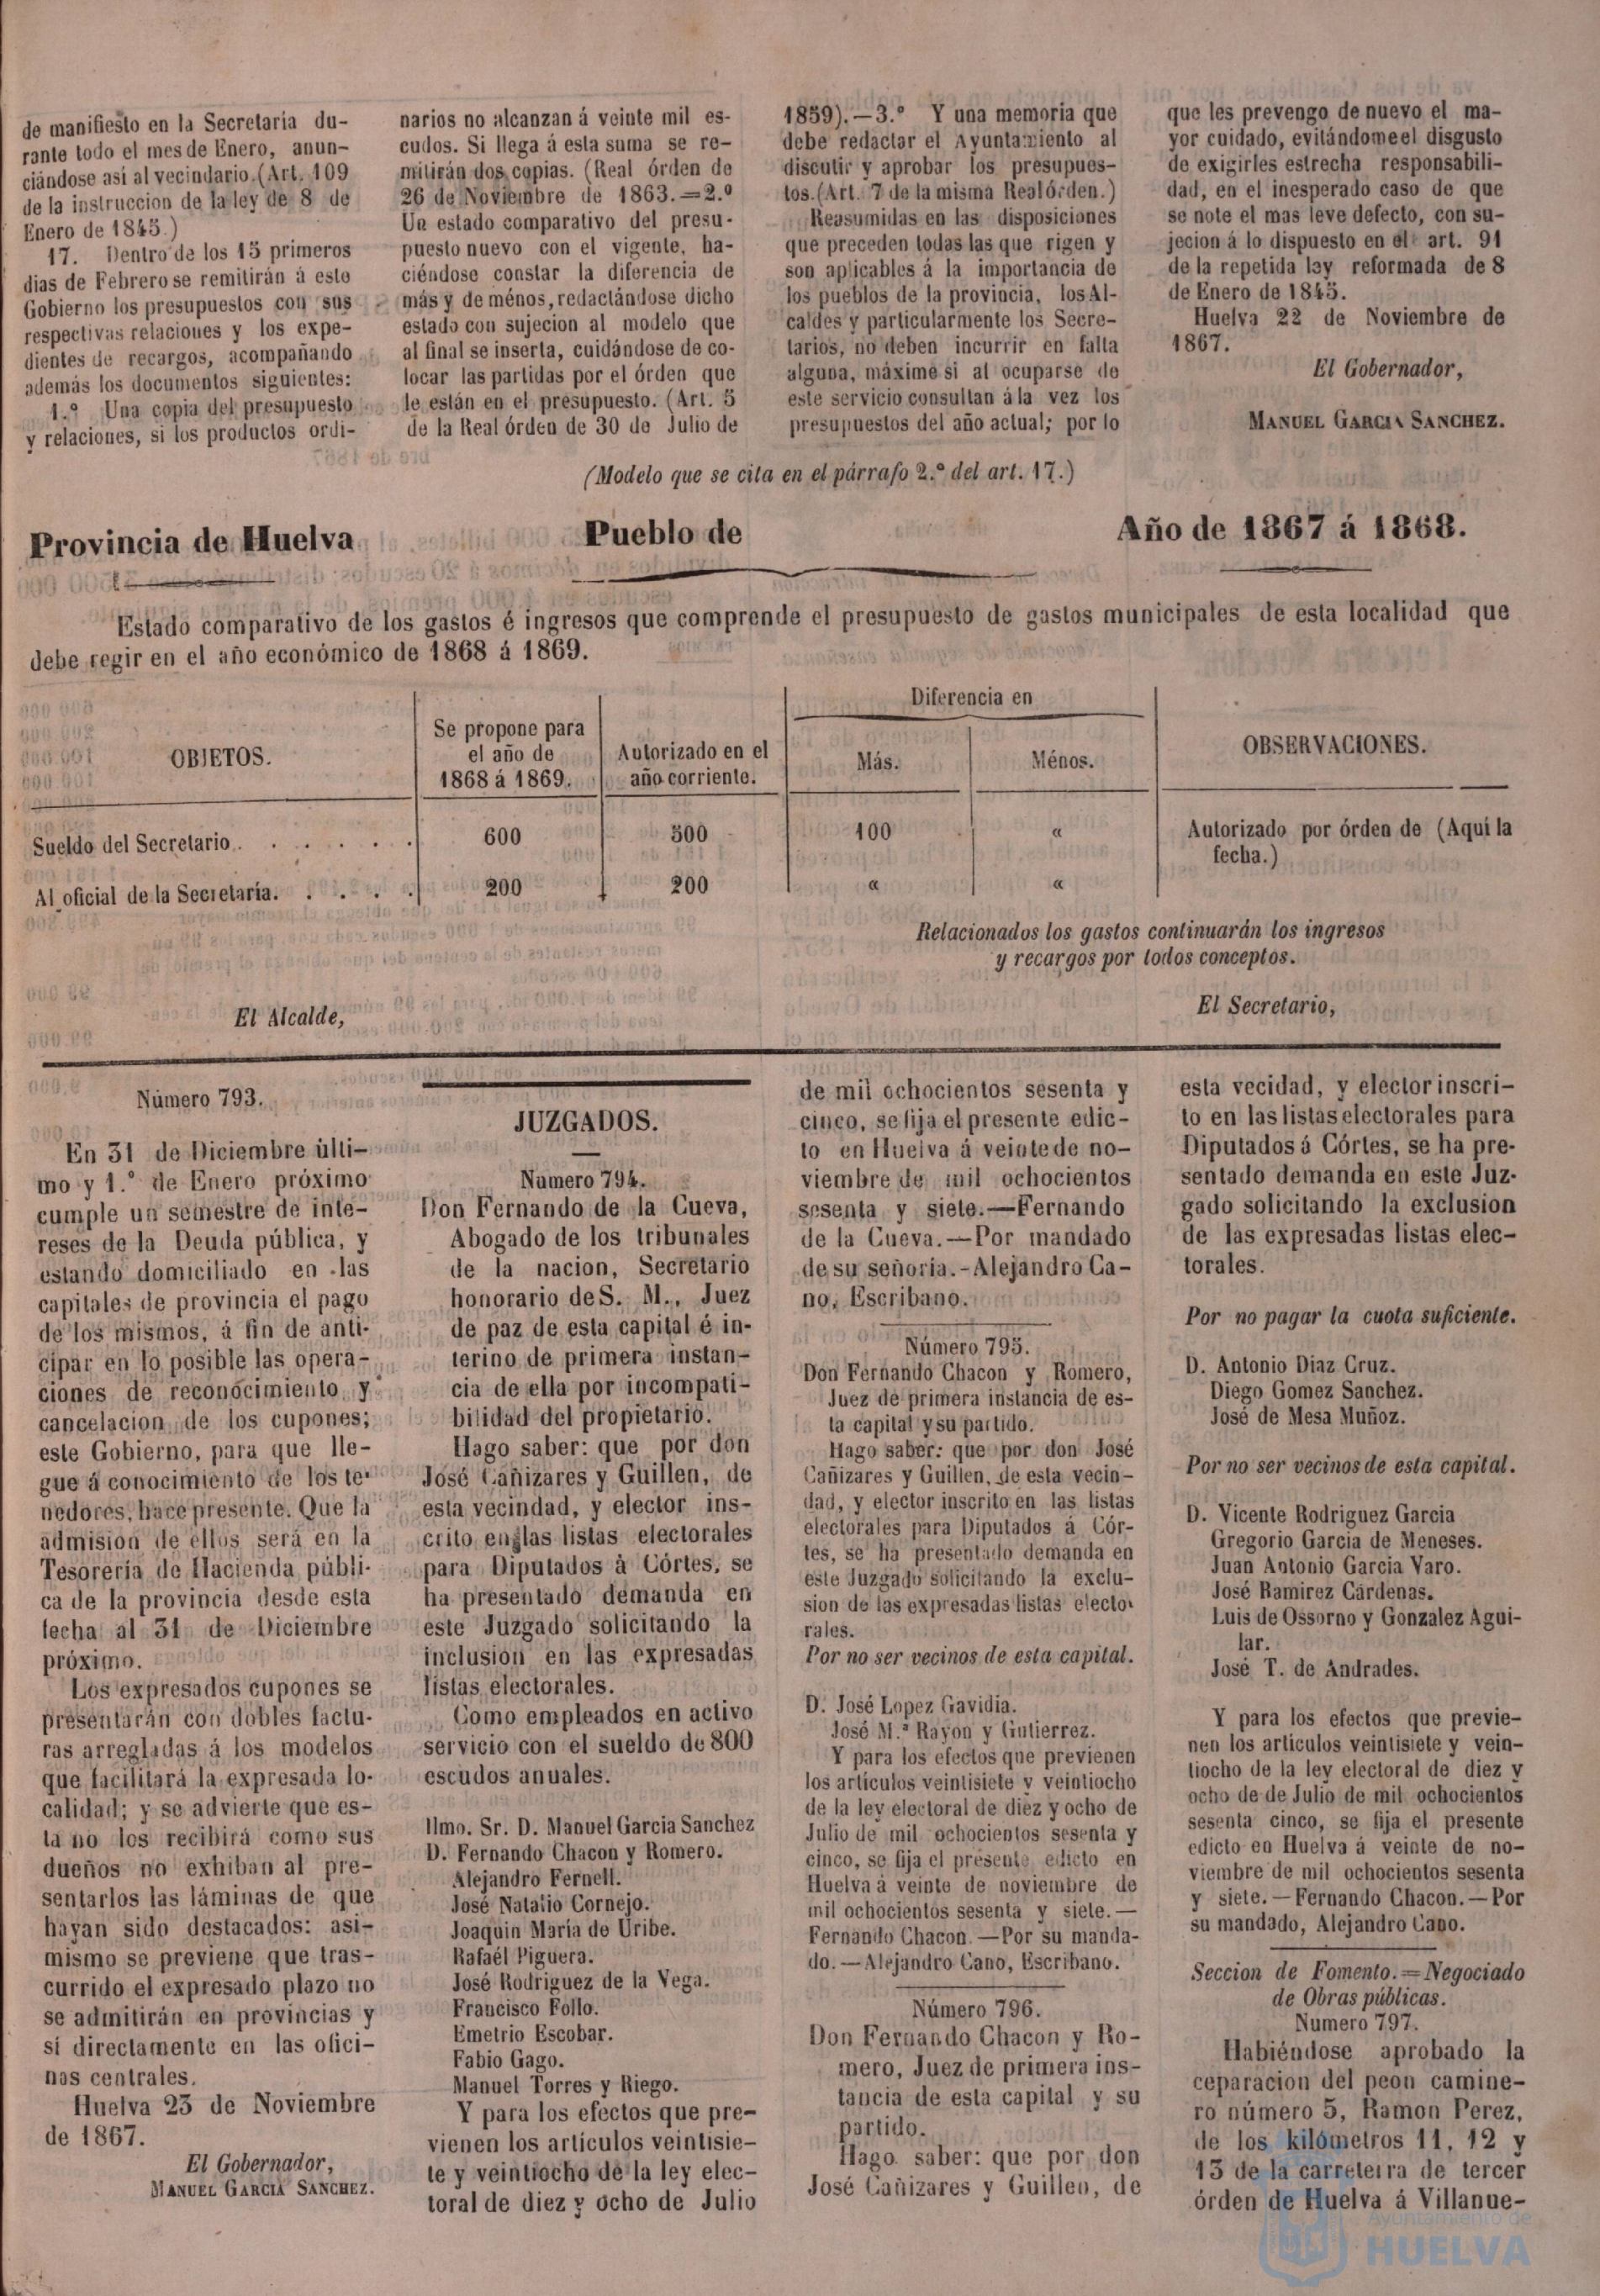 de manifiesto en la Secretaría du-
rante todo el mes de Enero, anun-
ciándose asi al vecindario.(Art. 109
de la instruccion de la ley de 8 de
Enero de 1845.)
17. Dentro de los 15 primeros
dias de Febrero se remitirán á este
Gobierno los presupuestos con sus
respectivas relaciones y los expe-
dientes de recargos, acompañando
además los documentos siguientes:
1.º Una copia del presupuesto
y relaciones, si los productos ordi-
narios no alcanzan á veinte mil es-
cudos. Si llega á esta suma se re-
mitirán dos copias. (Real órden de
26 de Noviembre de 1863.=2.º
Un estado comparativo del presu-
puesto nuevo con el vigente, ha-
ciéndose constar la diferencia de
más y de ménos, redactándose dicho
estado con sujecion al modelo que
al final se inserta, cuidándose de co-
locar las partidas por el órden que
le están en el presupuesto. (Art. 5
de la Real órden de 30 de Julio de
1859).—3.º Y una memoria que
debe redactar el Ayuntamiento al
discutir y aprobar los presupues-
tos.(Art. 7 de la misma Real órden.)
Reasumidas en las disposiciones
que preceden todas las que rigen y
son aplicables á la importancia de
los pueblos de la provincia, los Al-
caldes y particularmente los Secre-
tarios, no deben incurrir en falta
alguna, máxime si al ocuparse de
este servicio consultan á la vez los
presupuestos del año actual; por lo
que les prevengo de nuevo el ma-
yor cuidado, evitándomeel disgusto
de exigirles estrecha responsabili-
dad, en el inesperado caso de que
se note el mas leve defecto, con su-
jecion á lo dispuesto en el art. 91
de la repetida ley reformada de 8
de Enero de 1845.
Huelva 22 de Noviembre de
1867.
El Gobernador,
MANUEL GARCIA SANCHEZ.
(Modelo que se cita en el párrafo 2.º del art. 17.)
Provincia de Huelva Pueblo de Año de 1867 á 1868.
Estado comparativo de los gastos é ingresos que comprende el presupuesto de gastos municipales de esta localidad que
debe regir en el año económico de 1868 á 1869.
OBJETOS.
Se propone para
el año de
1868 á 1869.
Autorizado en el
año corriente.
Diferencia en
Más. Ménos.
OBSERVACIONES.
Sueldo del Secretario. . . . . . . 600 500 100 « Autorizado por órden de (Aquí la
fecha.)
Al oficial de la Secretaría. . . . . 200 200 « «
Relacionados los gastos continuarán los ingresos
y recargos por todos conceptos.
El Alcalde, El Secretario,
Número 793.
En 31 de Diciembre últi-
mo y 1.º de Enero próximo
cumple un semestre de inte-
reses de la Deuda pública, y
estando domiciliado en las
capitales de provincia el pago
de los mismos, á fin de anti-
cipar en lo posible las opera-
ciones de reconocimiento y
cancelacion de los cupones;
este Gobierno, para que lle-
gue á conocimiento de los te-
nedores, hace presente. Que la
admision de ellos será en la
Tesorería de Hacienda públi-
ca de la provincia desde esta
fecha al 31 de Diciembre
próximo.
Los expresados cupones se
presentarán con dobles factu-
ras arregladas á los modelos
que facilitará la expresada lo-
calidad; y se advierte que es-
ta no los recibirá como sus
dueños no exhiban al pre-
sentarlos las láminas de que
hayan sido destacados: asi-
mismo se previene que tras-
currido el expresado plazo no
se admitirán en provincias y
sí directamente en las ofici-
nas centrales.
Huelva 23 de Noviembre
de 1867.
El Gobernador,
MANUEL GARCIA SANCHEZ.
JUZGADOS.
Número 794.
Don Fernando de la Cueva,
Abogado de los tribunales
de la nacion, Secretario
honorario de S. M., Juez
de paz de esta capital é in-
terino de primera instan-
cia de ella por incompati-
bilidad del propietario.
Hago saber: que por don
José Cañizares y Guillen, de
esta vecindad, y elector ins-
crito en las listas electorales
para Diputados à Córtes, se
ha presentado demanda en
este Juzgado solicitando la
inclusion en las expresadas
listas electorales.
Como empleados en activo
servicio con el sueldo de 800
escudos anuales.
Ilmo. Sr. D. Manuel Garcia Sanchez
D. Fernando Chacon y Romero.
Alejandro Fernell.
José Natalio Cornejo.
Joaquin María de Uribe.
Rafaél Piguera.
José Rodriguez de la Vega.
Francisco Follo.
Emetrio Escobar.
Fabio Gago.
Manuel Torres y Riego.
Y para los efectos que pre-
vienen los artículos veintisie-
te y veintiocho de la ley elec-
toral de diez y ocho de Julio
de mil ochocientos sesenta y
cinco, se fija el presente edic-
to en Huelva á veinte de no-
viembre de mil ochocientos
sesenta y siete.—Fernando
de la Cueva.—Por mandado
de su señoria.-Alejandro Ca-
no, Escribano.
Número 795.
Don Fernando Chacon y Romero,
Juez de primera instancia de es-
ta capital y su partido.
Hago saber: que por don José
Cañizares y Guillen, de esta vecin-
dad, y elector inscrito en las listas
electorales para Diputados á Cór-
tes, se ha presentado demanda en
este Juzgado solicitando la exclu-
sion de las expresadas listas electo-
rales.
Por no ser vecinos de esta capital.
D. José Lopez Gavidia.
José M.ª Rayon y Gutierrez.
Y para los efectos que previenen
los artículos veintisiete y veintiocho
de la ley electoral de diez y ocho de
Julio de mil ochocientos sesenta y
cinco, se fija el presente edicto en
Huelva á veinte de noviembre de
mil ochocientos sesenta y siete.—
Fernando Chacon.—Por su manda-
do.—Alejandro Cano, Escribano.
Número 796.
Don Fernando Chacon y Ro-
mero, Juez de primera ins-
tancia de esta capital y su
partido.
Hago saber: que por don
José Cañizares y Guillen, de
esta vecidad, y elector inscri-
to en las listas electorales para
Diputados á Córtes, se ha pre-
sentado demanda en este Juz-
gado solicitando la exclusion
de las expresadas listas elec-
torales.
Por no pagar la cuota suficiente.
D. Antonio Diaz Cruz.
Diego Gomez Sanchez.
José de Mesa Muñoz.
Por no ser vecinos de esta capital.
D. Vicente Rodriguez Garcia
Gregorio Garcia de Meneses.
Juan Antonio Garcia Varo.
José Ramirez Cárdenas.
Luis de Ossorno y Gonzalez Agui-
lar.
José T. de Andrades.
Y para los efectos que previe-
nen los artículos veintisiete y vein-
tiocho de la ley electoral de diez y
ocho de de Julio de mil ochocientos
sesenta cinco, se fija el presente
edicto en Huelva á veinte de no-
viembre de mil ochocientos sesenta
y siete.—Fernando Chacon.—Por
su mandado, Alejandro Cano.
Seccion de Fomento.=Negociado
de Obras públicas.
Número 797.
Habiéndose aprobado la
ceparacion del peon camine-
ro número 5, Ramon Perez,
de los kilómetros 11, 12 y
13 de la carreteira de tercer
órden de Huelva á Villanue-
Ayuntamiento de
HUELVA